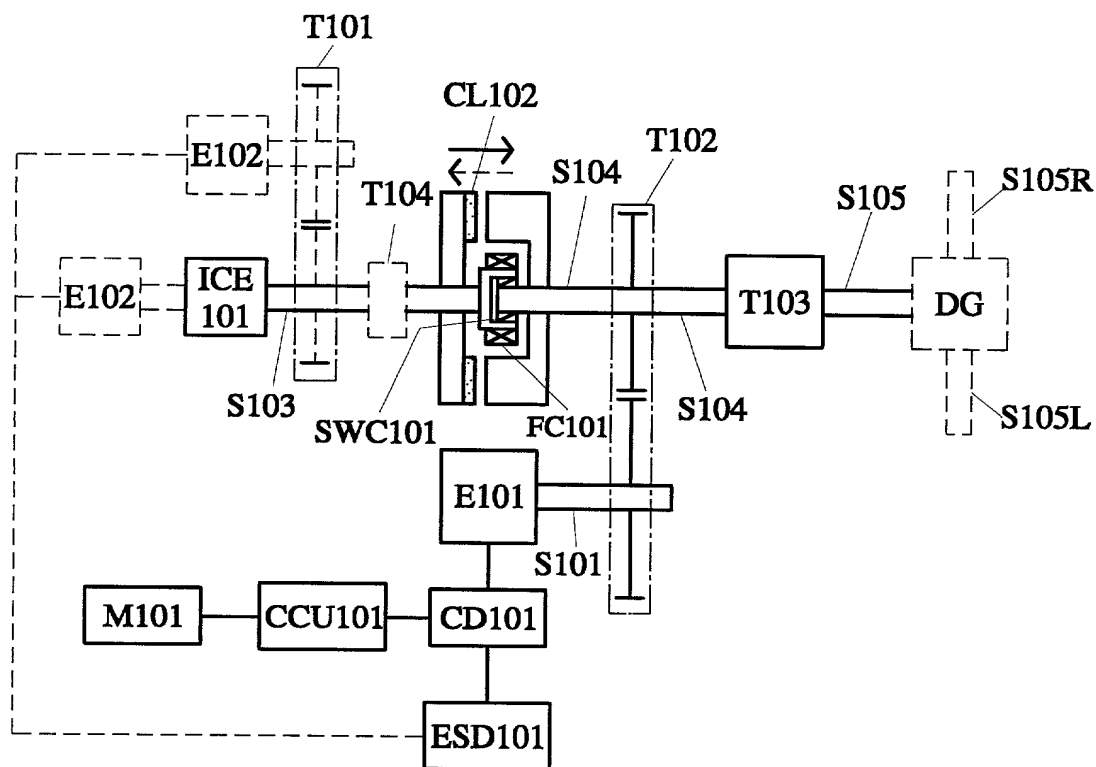 T101
CL102
E102
T102
S104
S105R
T104
S105
E102
ICE
101
T103
DG
S103
SWC101
FC101
S104
S105L
E101
S101
M101
CCU101
CD101
ESD101